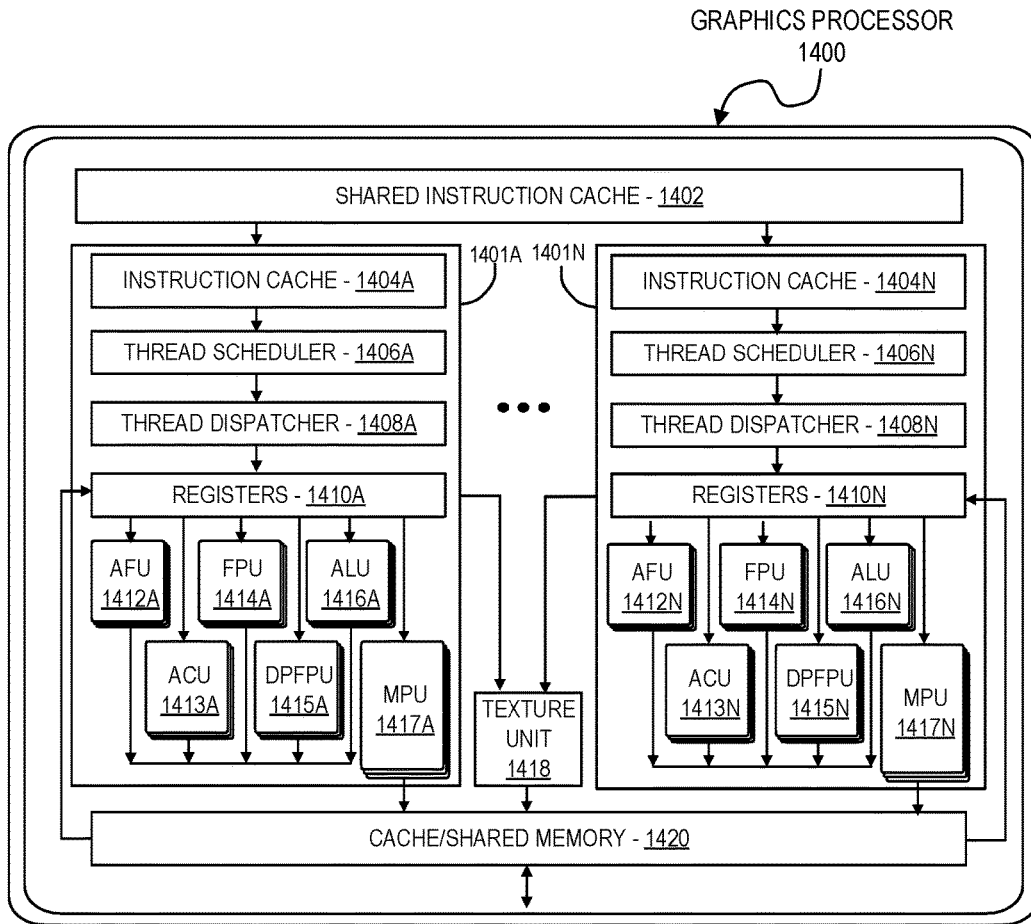 GRAPHICS PROCESSOR
1400
SHARED INSTRUCTION CACHE - 1402
1401A
1401N
INSTRUCTION CACHE - 1404A
THREAD SCHEDULER - 1406A
THREAD DISPATCHER - 1408A
REGISTERS - 1410A
AFU
1412A
FPU
1414A
ALU
1416A
ACU
1413A
DPFPU
1415A
MPU
1417A
TEXTURE
UNIT
1418
INSTRUCTION CACHE - 1404N
THREAD SCHEDULER - 1406N
THREAD DISPATCHER - 1408N
REGISTERS - 1410N
AFU
1412N
FPU
1414N
ALU
1416N
ACU
1413N
DPFPU
1415N
MPU
1417N
CACHE/SHARED MEMORY - 1420